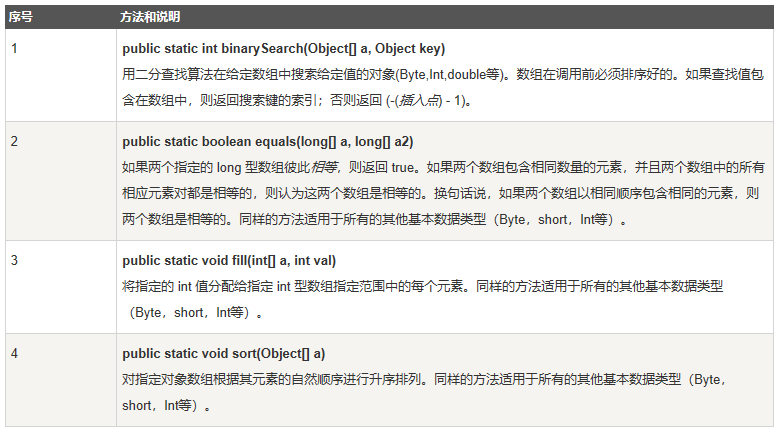 序号 方法和说明
1 public static int binarySearch(Object[] a, Object key)
用二分查找算法在给定数组中搜索给定值的对象(Byte,Int,double等)。数组在调用前必须排序好的。如果查找值包
含在数组中，则返回搜索键的索引；否则返回 (-(插入点) - 1)。
2 public static boolean equals(long[] a, long[] a2)
如果两个指定的 long 型数组彼此相等，则返回 true。如果两个数组包含相同数量的元素，并且两个数组中的所有
相应元素对都是相等的，则认为这两个数组是相等的。换句话说，如果两个数组以相同顺序包含相同的元素，则
两个数组是相等的。同样的方法适用于所有的其他基本数据类型（Byte，short，Int等）。
3 public static void fill(int[] a, int val)
将指定的 int 值分配给指定 int 型数组指定范围中的每个元素。同样的方法适用于所有的其他基本数据类型
（Byte，short，Int等）。
4 public static void sort(Object[] a)
对指定对象数组根据其元素的自然顺序进行升序排列。同样的方法适用于所有的其他基本数据类型（Byte，
short，Int等）。